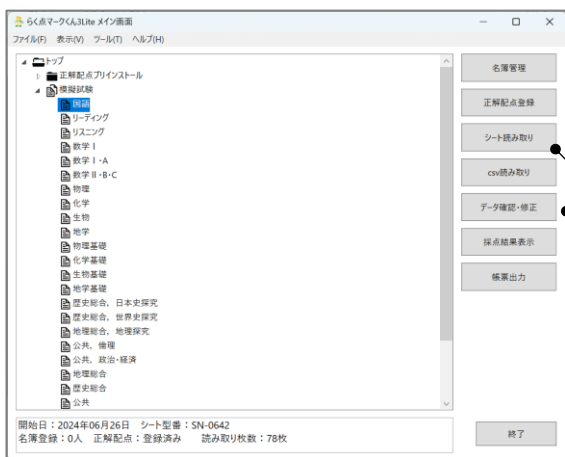 らく点マークくん3Lite メイン画面
ファイル(F) 表示(V) ツール(T) ヘルプ(H)
トップ
正解配点プリインストール
模擬試験
国語
リーディング
リスニング
数学Ⅰ
数学Ⅰ・A
数学Ⅱ・B・C
物理
化学
生物
地学
物理基礎
化学基礎
生物基礎
地学基礎
歴史総合，日本史探究
歴史総合，世界史探究
地理総合，地理探究
公共，倫理
公共，政治・経済
地理総合
歴史総合
公共
名簿管理
正解配点登録
シート読み取り
csv読み取り
データ確認・修正
採点結果表示
帳票出力
開始日：2024年06月26日 シート型番：SN-0642
名簿登録：0人 正解配点：登録済み 読み取り枚数：78枚
終了